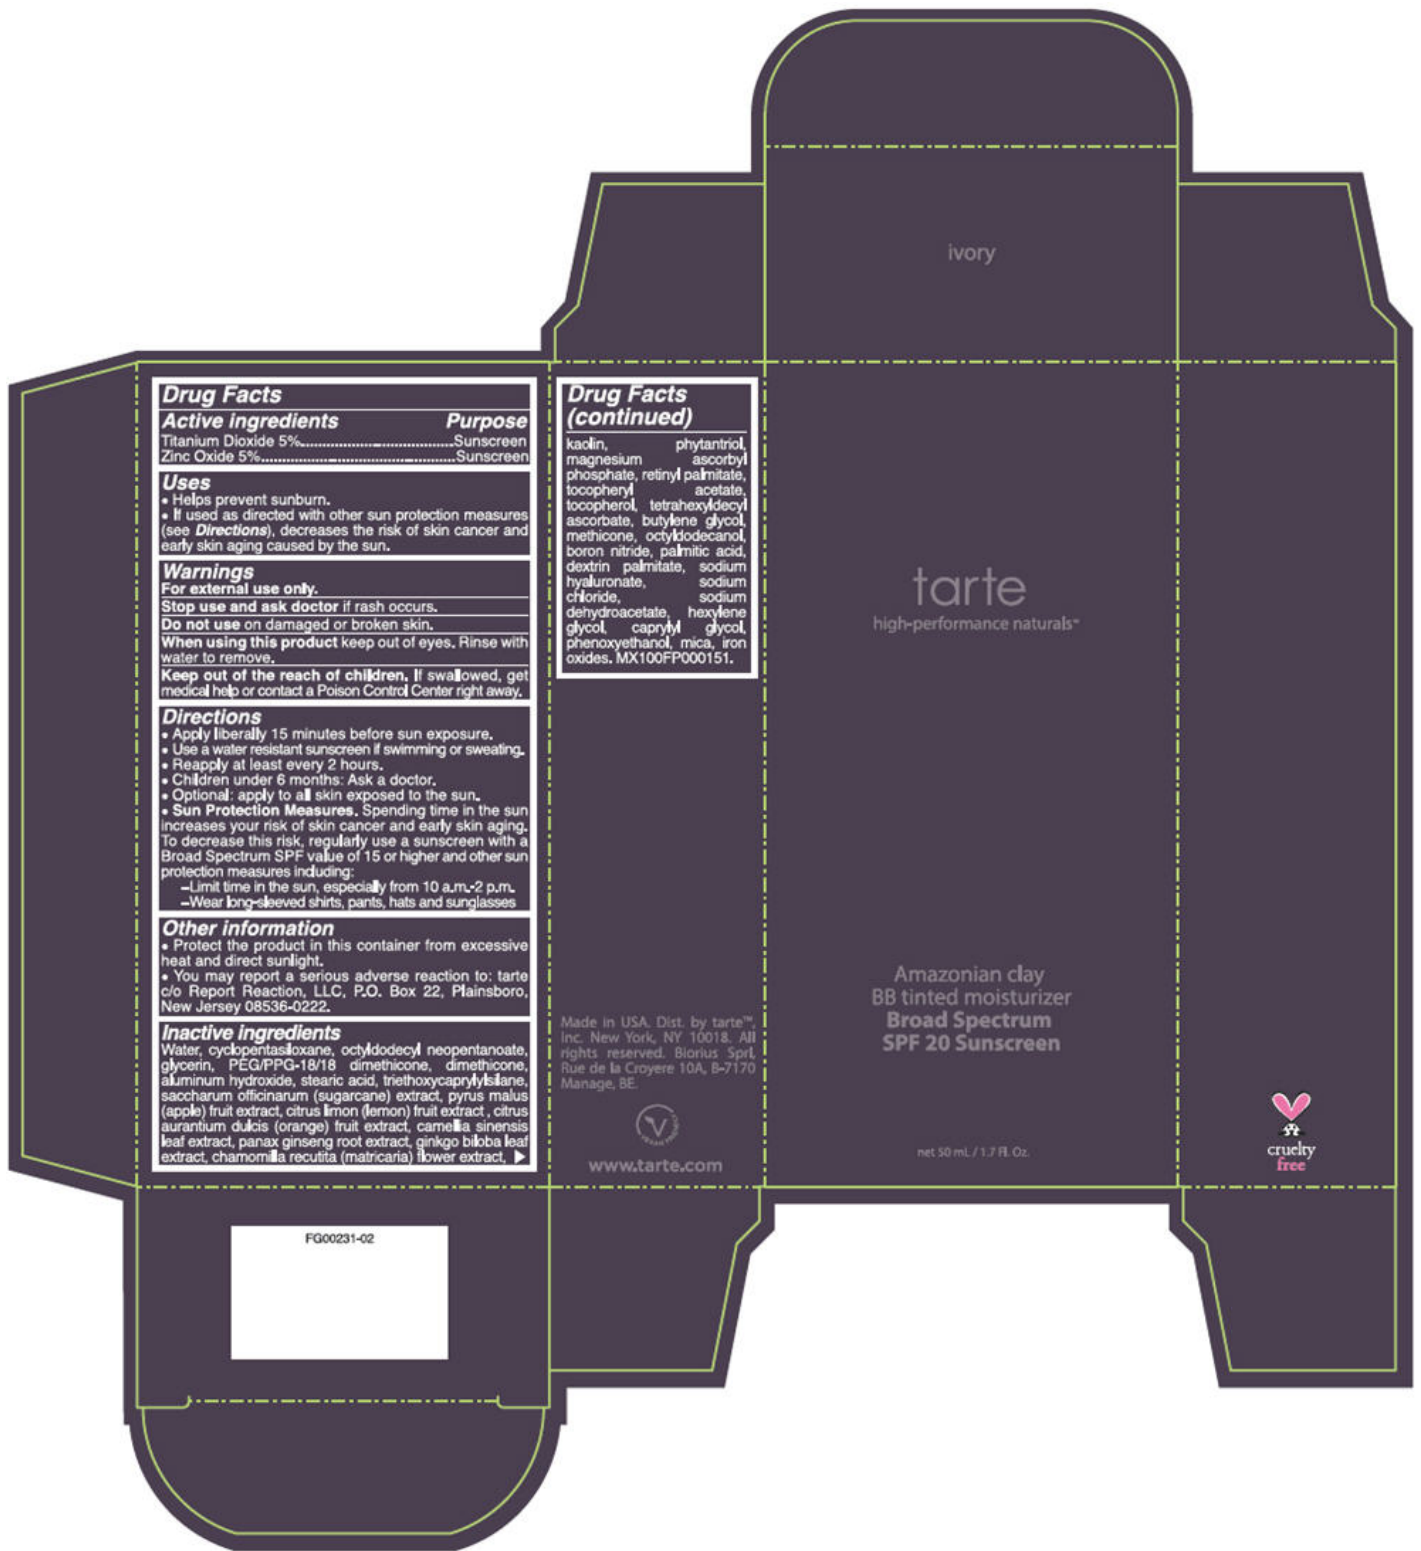 ivory
Drug Facts
Active ingredients Purpose
Titanium Dioxide 5%..........................................Sunscreen
Zinc Oxide 5%.....................................................Sunscreen
Uses
• Helps prevent sunburn.
• If used as directed with other sun protection measures
(see Directions), decreases the risk of skin cancer and
early skin aging caused by the sun.
Warnings
For external use only.
Stop use and ask doctor if rash occurs.
Do not use on damaged or broken skin.
When using this product keep out of eyes. Rinse with
water to remove.
Keep out of the reach of children. If swallowed, get
medical help or contact a Poison Control Center right away.
Directions
• Apply liberally 15 minutes before sun exposure.
• Use a water resistant sunscreen if swimming or sweating.
• Reapply at least every 2 hours.
• Children under 6 months: Ask a doctor.
• Optional: apply to all skin exposed to the sun.
• Sun Protection Measures. Spending time in the sun
increases your risk of skin cancer and early skin aging.
To decrease this risk, regularly use a sunscreen with a
Broad Spectrum SPF value of 15 or higher and other sun
protection measures including:
–Limit time in the sun, especially from 10 a.m.-2 p.m.
–Wear long-sleeved shirts, pants, hats and sunglasses
Other information
• Protect the product in this container from excessive
heat and direct sunlight.
• You may report a serious adverse reaction to: tarte
c/o Report Reaction, LLC, P.O. Box 22, Plainsboro,
New Jersey 08536-0222.
Inactive ingredients
Water, cyclopentasiloxane, octyldodecyl neopentanoate,
glycerin, PEG/PPG-18/18 dimethicone, dimethicone,
aluminum hydroxide, stearic acid, triethoxycaprylylsilane,
saccharum officinarum (sugarcane) extract, pyrus malus
(apple) fruit extract, citrus limon (lemon) fruit extract , citrus
aurantium dulcis (orange) fruit extract, camellia sinensis
leaf extract, panax ginseng root extract, ginkgo biloba leaf
extract, chamomilla recutita (matricaria) flower extract, ▶
Drug Facts
(continued)
kaolin, phytantriol,
magnesium ascorbyl
phosphate, retinyl palmitate,
tocopheryl acetate,
tocopherol, tetrahexyldecyl
ascorbate, butylene glycol,
methicone, octyldodecanol,
boron nitride, palmitic acid,
dextrin palmitate, sodium
hyaluronate, sodium
chloride, sodium
dehydroacetate, hexylene
glycol, caprylyl glycol,
phenoxyethanol, mica, iron
oxides. MX100FP000151.
Made in USA. Dist. by tarte™,
Inc. New York, NY 10018. All
rights reserved. Biorius Sprl,
Rue de la Croyere 10A, B-7170
Manage, BE.
V
www.tarte.com
tarte
high-performance naturals™
Amazonian clay
BB tinted moisturizer
Broad Spectrum
SPF 20 Sunscreen
net 50 mL / 1.7 Fl. Oz.
cruelty
free
FG00231-02